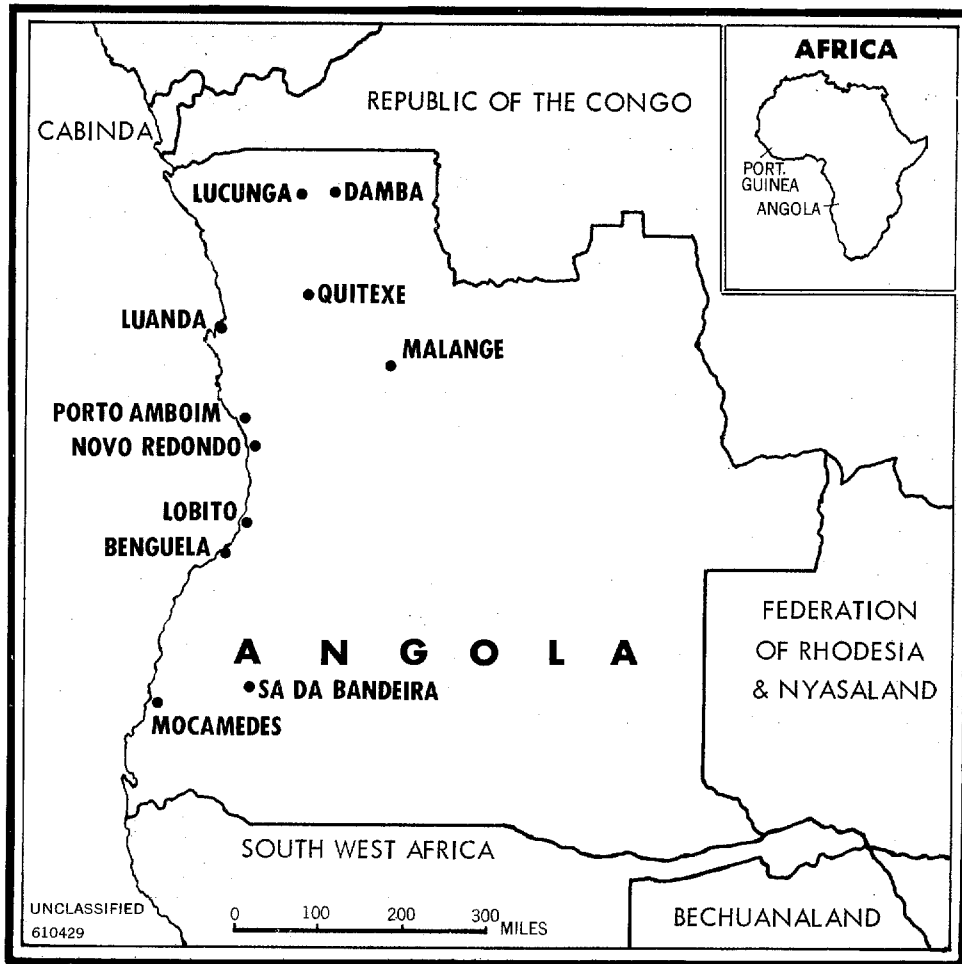 AFRICA
PORT.
GUINEA
ANGOLA
REPUBLIC OF THE CONGO
CABINDA
LUCUNGA
DAMBA
QUITEXE
LUANDA
MALANGE
PORTO AMBOIM
NOVO REDONDO
LOBITO
BENGUELA
FEDERATION
OF RHODESIA
& NYASALAND
ANGOLA
SA DA BANDEIRA
MOCAMEDES
SOUTH WEST AFRICA
BECHUANALAND
UNCLASSIFIED
610429
0 100 200 300
MILES